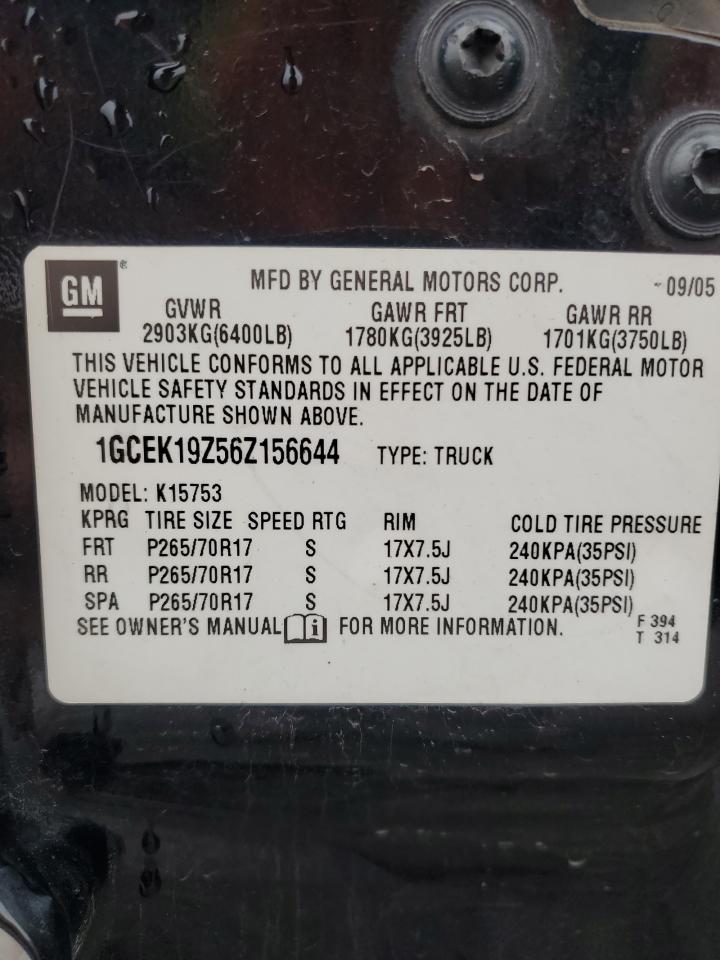 GM®
MFD BY GENERAL MOTORS CORP. 09/05
GVWR GAWR FRT GAWR RR
2903KG(6400LB) 1780KG(3925LB) 1701KG(3750LB)
THIS VEHICLE CONFORMS TO ALL APPLICABLE U.S. FEDERAL MOTOR
VEHICLE SAFETY STANDARDS IN EFFECT ON THE DATE OF
MANUFACTURE SHOWN ABOVE.
1GCEK19Z56Z156644 TYPE: TRUCK
MODEL: K15753
KPRG TIRE SIZE SPEED RTG RIM COLD TIRE PRESSURE
FRT P265/70R17 S 17X7.5J 240KPA(35PSI)
RR P265/70R17 S 17X7.5J 240KPA(35PSI)
SPA P265/70R17 S 17X7.5J 240KPA(35PSI)
SEE OWNER'S MANUAL i FOR MORE INFORMATION.
F 394
T 314